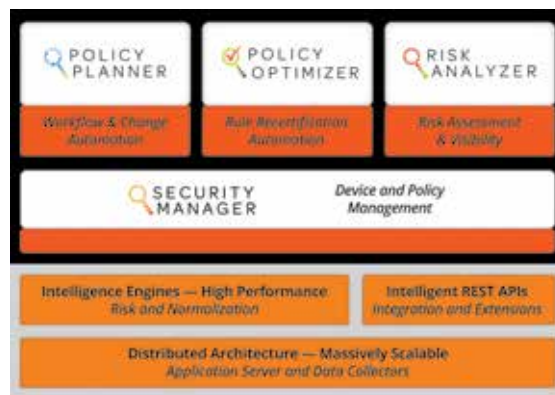 POLICY
PLANNER
Workflow & Change
Automation
POLICY
OPTIMIZER
Rule Recertification
Automation
RISK
ANALYZER
Risk Assessment
& Visibility
SECURITY
MANAGER
Device and Policy
Management
Intelligence Engines — High Performance
Risk and Normalization
Intelligent REST APIs
Integration and Extensions
Distributed Architecture — Massively Scalable
Application Server and Data Collectors